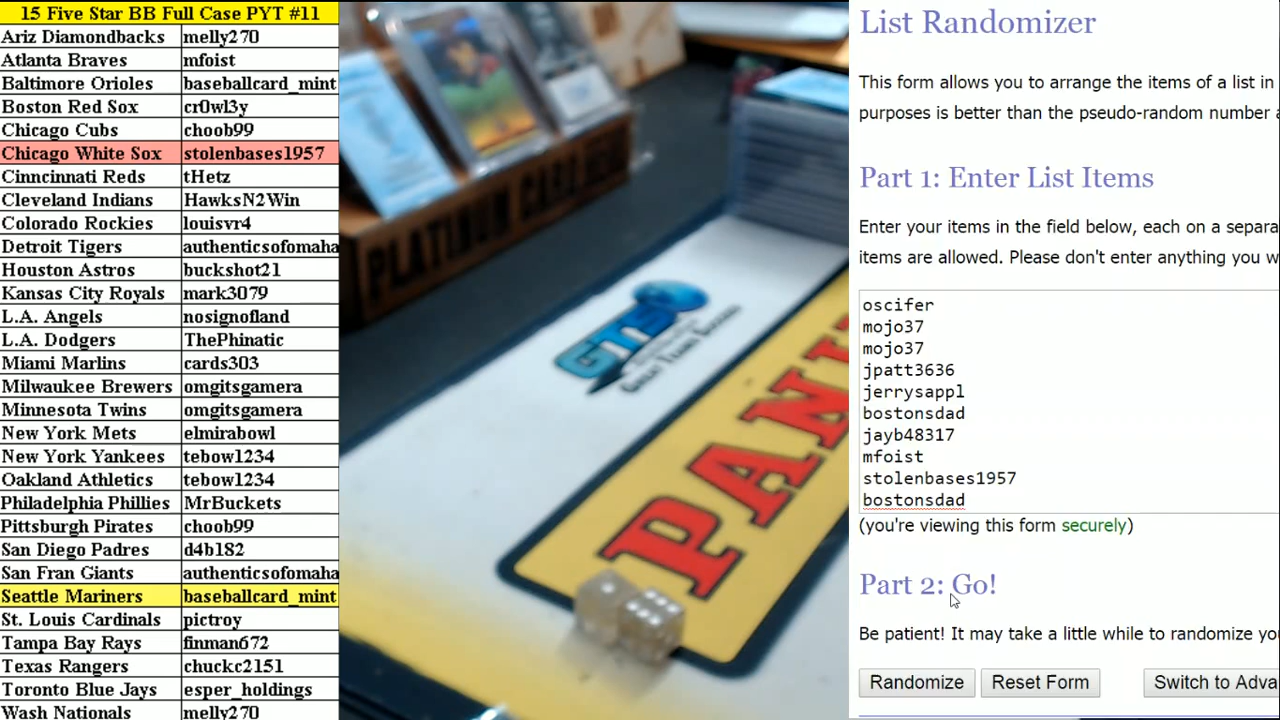 15 Five Star BB Full Case PYT #11
Ariz Diamondbacks melly270
Atlanta Braves mfoist
Baltimore Orioles baseballcard_mint
Boston Red Sox cr0wl3y
Chicago Cubs choob99
Chicago White Sox stolenbases1957
Cinncinnati Reds tHetz
Cleveland Indians HawksN2Win
Colorado Rockies louisvr4
Detroit Tigers authenticsofomaha
Houston Astros buckshot21
Kansas City Royals mark3079
L.A. Angels nosignofland
L.A. Dodgers ThePhinatic
Miami Marlins cards303
Milwaukee Brewers omgitsgamera
Minnesota Twins omgitsgamera
New York Mets elmirabowl
New York Yankees tebow1234
Oakland Athletics tebow1234
Philadelphia Phillies MrBuckets
Pittsburgh Pirates choob99
San Diego Padres d4b182
San Fran Giants authenticsofomaha
Seattle Mariners baseballcard_mint
St. Louis Cardinals pictroy
Tampa Bay Rays finman672
Texas Rangers chuckc2151
Toronto Blue Jays esper_holdings
Wash Nationals melly270
PLATINUM CARD
GTS
PANI
List Randomizer
This form allows you to arrange the items of a list in
purposes is better than the pseudo-random number a
Part 1: Enter List Items
Enter your items in the field below, each on a separa
items are allowed. Please don't enter anything you w
oscifer
mojo37
mojo37
jpatt3636
jerrysappl
bostonsdad
jayb48317
mfoist
stolenbases1957
bostonsdad
(you're viewing this form securely)
Part 2: Go!
Be patient! It may take a little while to randomize yo
Randomize Reset Form Switch to Adva